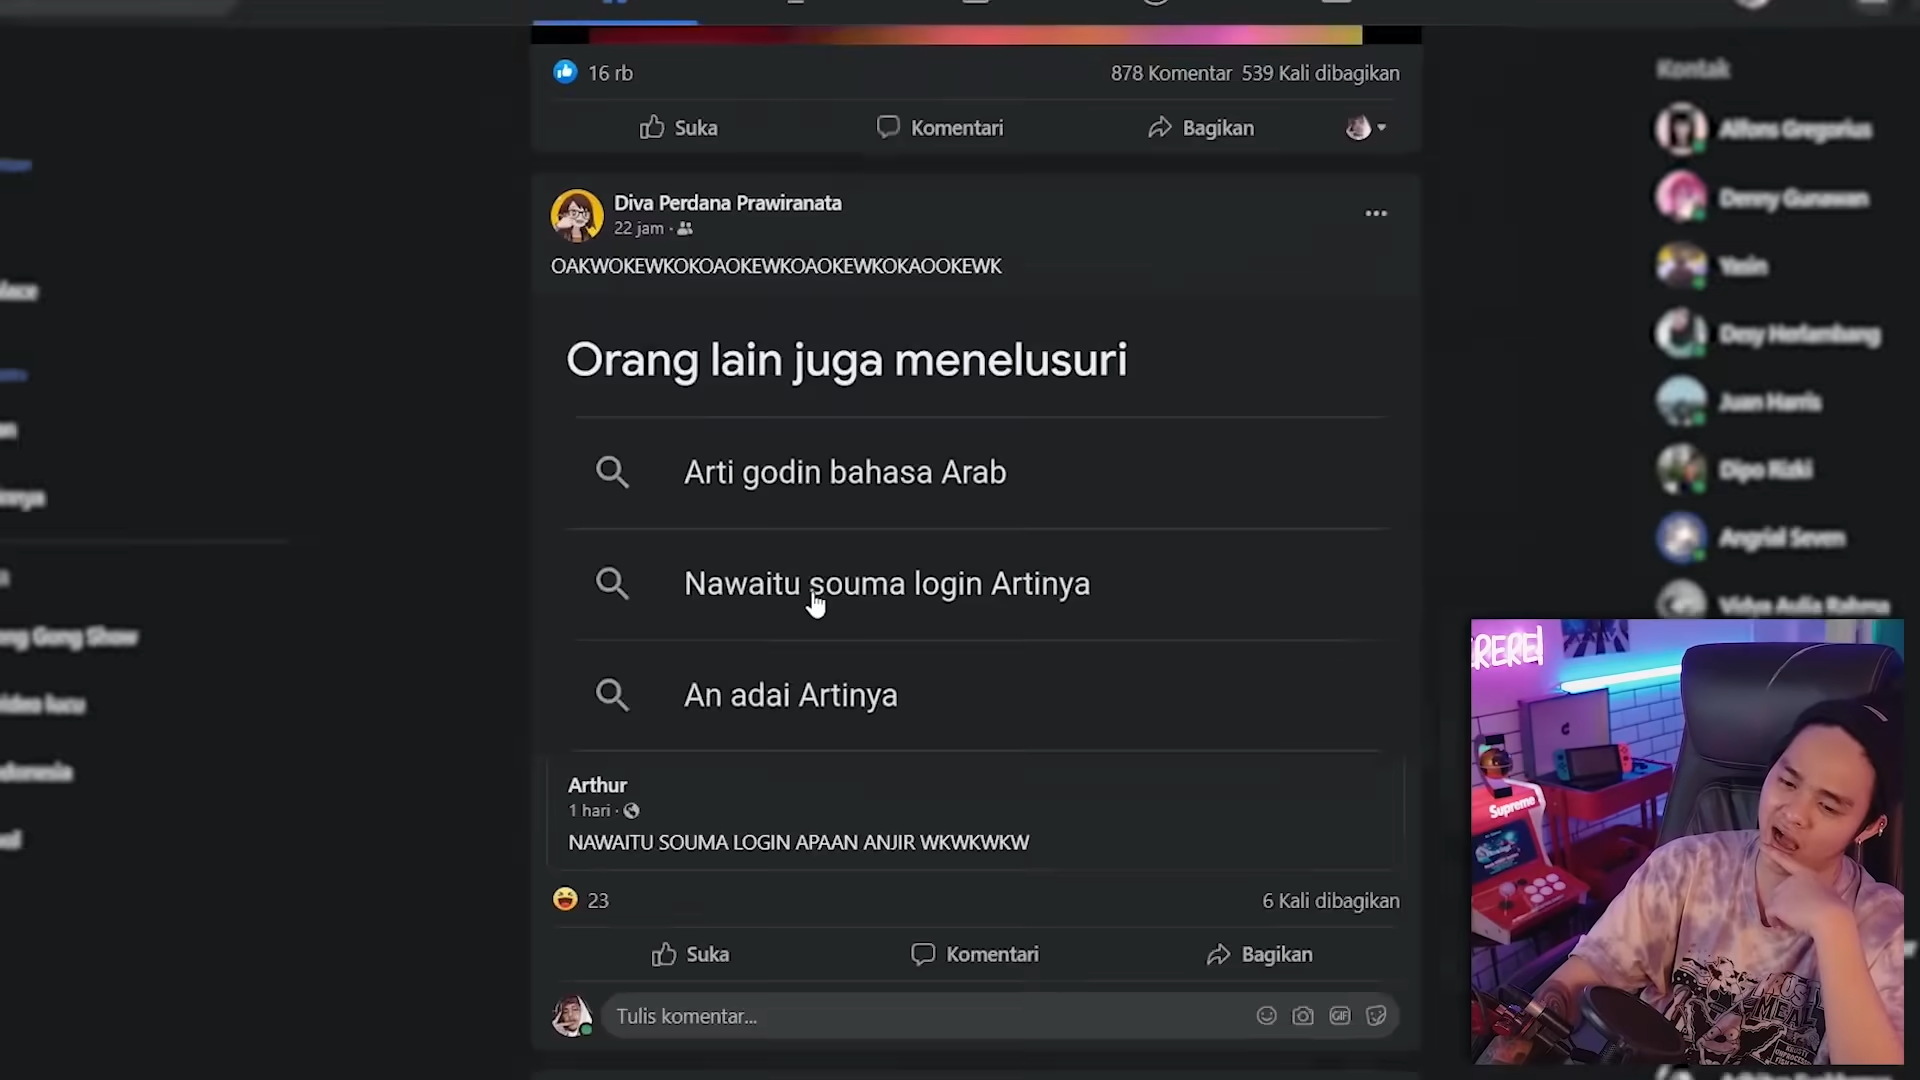 16 rb
878 Komentar 539 Kali dibagikan
Suka
Komentari
Bagikan
Diva Perdana Prawiranata
22 jam ·
OAKWOKEWKOKOAOKEWKOAOKEWKOKAOOKEWK
Orang lain juga menelusuri
Arti godin bahasa Arab
Nawaitu souma login Artinya
An adai Artinya
Arthur
1 hari ·
NAWAITU SOUMA LOGIN APAAN ANJIR WKWKWKW
23
6 Kali dibagikan
Suka
Komentari
Bagikan
Tulis komentar...
GIF
Kontak
Alfons Gregorius
Denny Gunawan
Yasin
Desy Herlambang
Juan Harris
Dipo Rizki
Angrial Seven
Vidya Aulia Rahma
Supreme